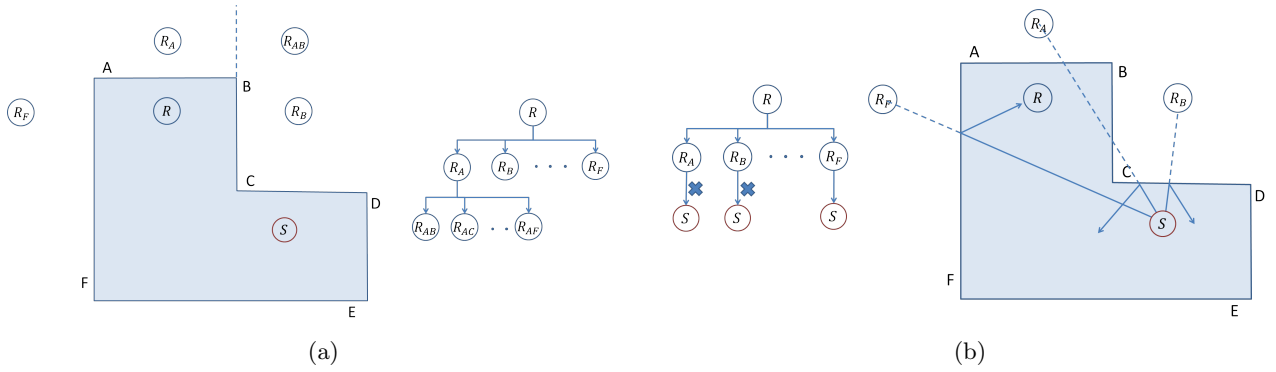 R_A
R_AB
A
B
R_F
R
R_B
C
D
S
F
E
R
R_A
R_B
· · ·
R_F
R_AB
R_AC
· ·
R_AF
(a)
R
R_A
R_B
· · ·
R_F
S
S
S
R_A
A
B
R_F
R
R_B
C
D
S
F
E
(b)